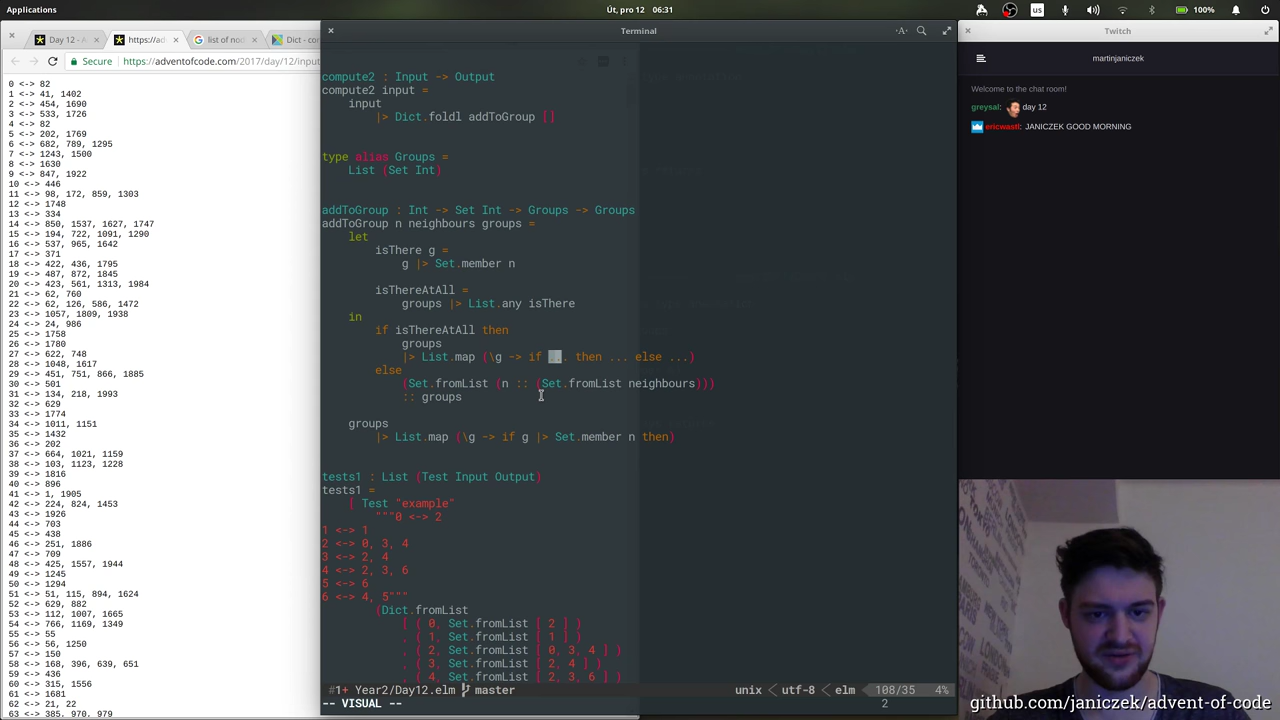 Applications
Út, pro 12 06:31
us
100%
Day 12 - A
https://ad
list of no
Dict - co
Secure
https://adventofcode.com/2017/day/12/input
0 <-> 82
1 <-> 41, 1402
2 <-> 454, 1690
3 <-> 533, 1726
4 <-> 82
5 <-> 202, 1769
6 <-> 682, 789, 1295
7 <-> 1243, 1500
8 <-> 1630
9 <-> 847, 1922
10 <-> 446
11 <-> 98, 172, 859, 1303
12 <-> 1748
13 <-> 334
14 <-> 850, 1537, 1627, 1747
15 <-> 194, 722, 1091, 1290
16 <-> 537, 965, 1642
17 <-> 371
18 <-> 422, 436, 1795
19 <-> 487, 872, 1845
20 <-> 423, 561, 1313, 1984
21 <-> 62, 760
22 <-> 62, 126, 586, 1472
23 <-> 1057, 1809, 1938
24 <-> 24, 986
25 <-> 1758
26 <-> 1780
27 <-> 622, 748
28 <-> 1048, 1617
29 <-> 451, 751, 866, 1885
30 <-> 501
31 <-> 134, 218, 1993
32 <-> 629
33 <-> 1774
34 <-> 1011, 1151
35 <-> 1432
36 <-> 202
37 <-> 664, 1021, 1159
38 <-> 103, 1123, 1228
39 <-> 1816
40 <-> 896
41 <-> 1, 1905
42 <-> 224, 824, 1453
43 <-> 1926
44 <-> 703
45 <-> 438
46 <-> 251, 1886
47 <-> 709
48 <-> 425, 1557, 1944
49 <-> 1245
50 <-> 1294
51 <-> 51, 115, 894, 1624
52 <-> 629, 882
53 <-> 112, 1007, 1665
54 <-> 766, 1169, 1349
55 <-> 55
56 <-> 56, 1250
57 <-> 150
58 <-> 168, 396, 639, 651
59 <-> 436
60 <-> 315, 1556
61 <-> 1681
62 <-> 21, 22
63 <-> 385, 970, 979
Terminal
-A-
compute2 : Input -> Output
compute2 input =
input
|> Dict.foldl addToGroup []
type alias Groups =
List (Set Int)
addToGroup : Int -> Set Int -> Groups -> Groups
addToGroup n neighbours groups =
let
isThere g =
g |> Set.member n
isThereAtAll =
groups |> List.any isThere
in
if isThereAtAll then
groups
|> List.map (\g -> if ... then ... else ...)
else
(Set.fromList (n :: (Set.fromList neighbours)))
:: groups
groups
|> List.map (\g -> if g |> Set.member n then)
tests1 : List (Test Input Output)
tests1 =
[ Test "example"
"""0 <-> 2
1 <-> 1
2 <-> 0, 3, 4
3 <-> 2, 4
4 <-> 2, 3, 6
5 <-> 6
6 <-> 4, 5"""
(Dict.fromList
[ ( 0, Set.fromList [ 2 ] )
, ( 1, Set.fromList [ 1 ] )
, ( 2, Set.fromList [ 0, 3, 4 ] )
, ( 3, Set.fromList [ 2, 4 ] )
, ( 4, Set.fromList [ 2, 3, 6 ] )
#1+ Year2/Day12.elm master unix < utf-8 < elm 108/35 4%
-- VISUAL -- 2
Twitch
martinjaniczek
Welcome to the chat room!
greysal: day 12
ericwastl: JANICZEK GOOD MORNING
github.com/janiczek/advent-of-code